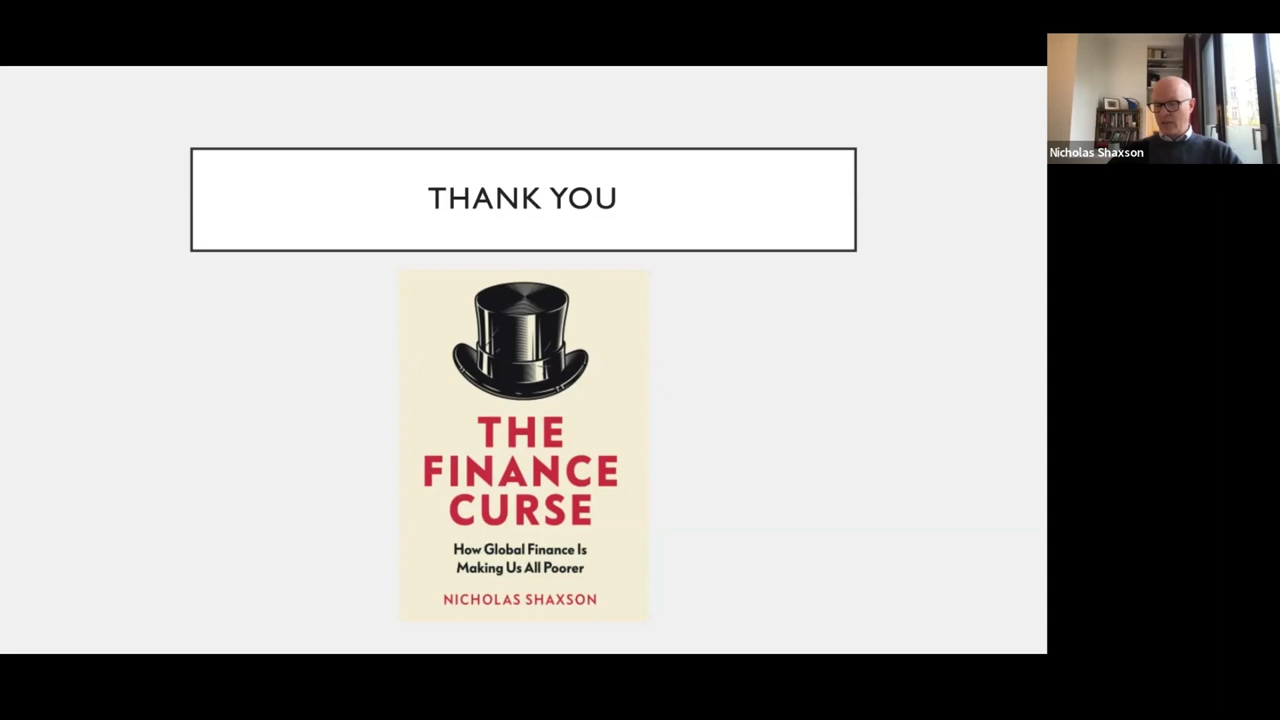 THANK YOU
THE
FINANCE
CURSE
How Global Finance Is
Making Us All Poorer
NICHOLAS SHAXSON
Nicholas Shaxson